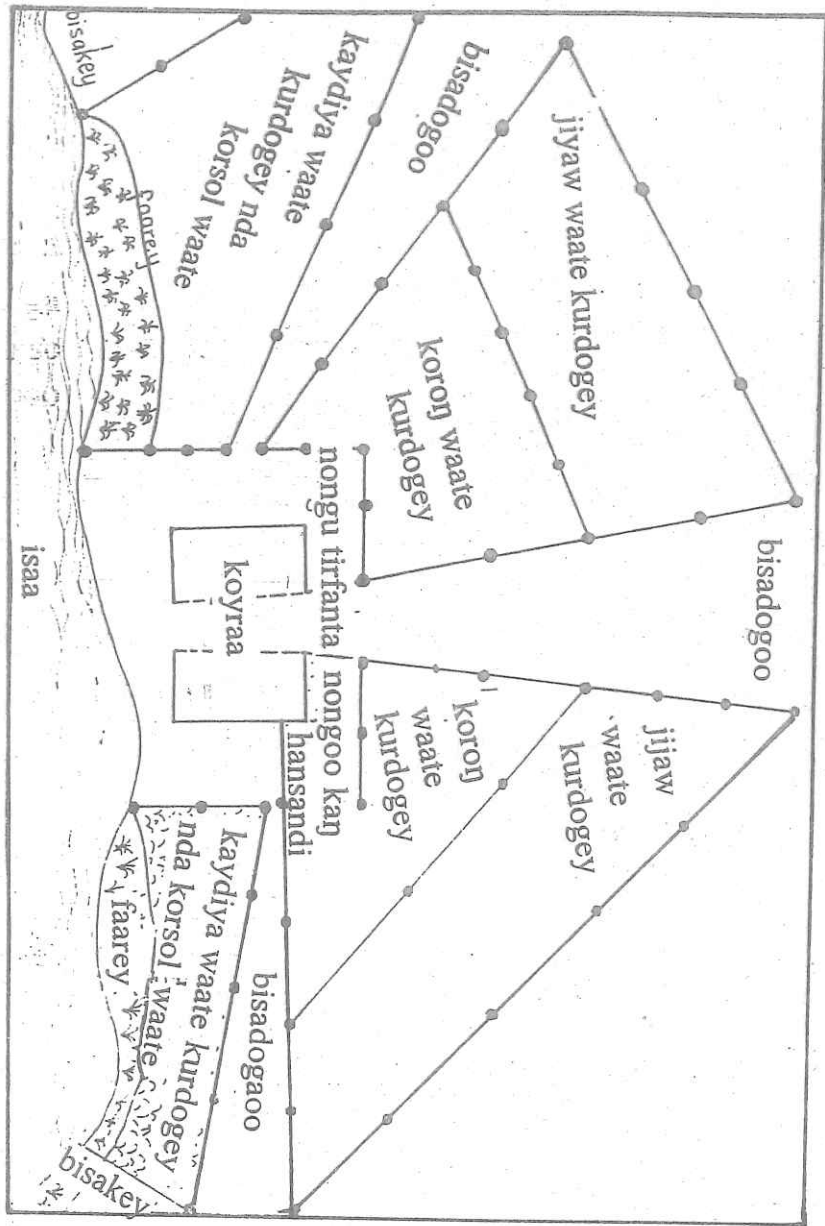 bisadogoo
jiyaw waate kurdogey
jijaw
waate
kurdogey
bisadogoo
koroŋ waate
kurdogey
koroŋ
waate
kurdogey
kaydiya waate
kurdogey nda
korsol waate
nongu tirfanta
nongoo kaŋ
hansandi
koyraa
bisadogaoo
kaydiya waate kurdogey
nda korsol waate
faarey
faarey
bisakey
bisakey
isaa